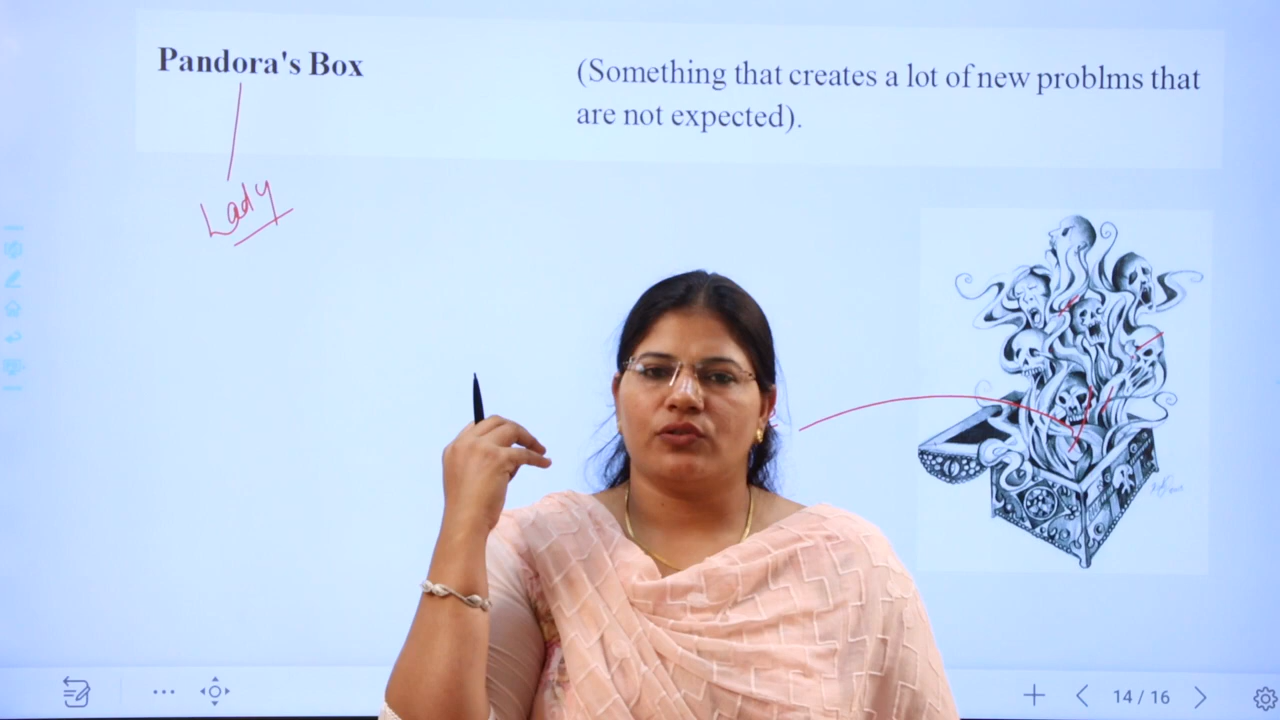 Pandora's Box
(Something that creates a lot of new problms that
are not expected).
Lady
14 / 16